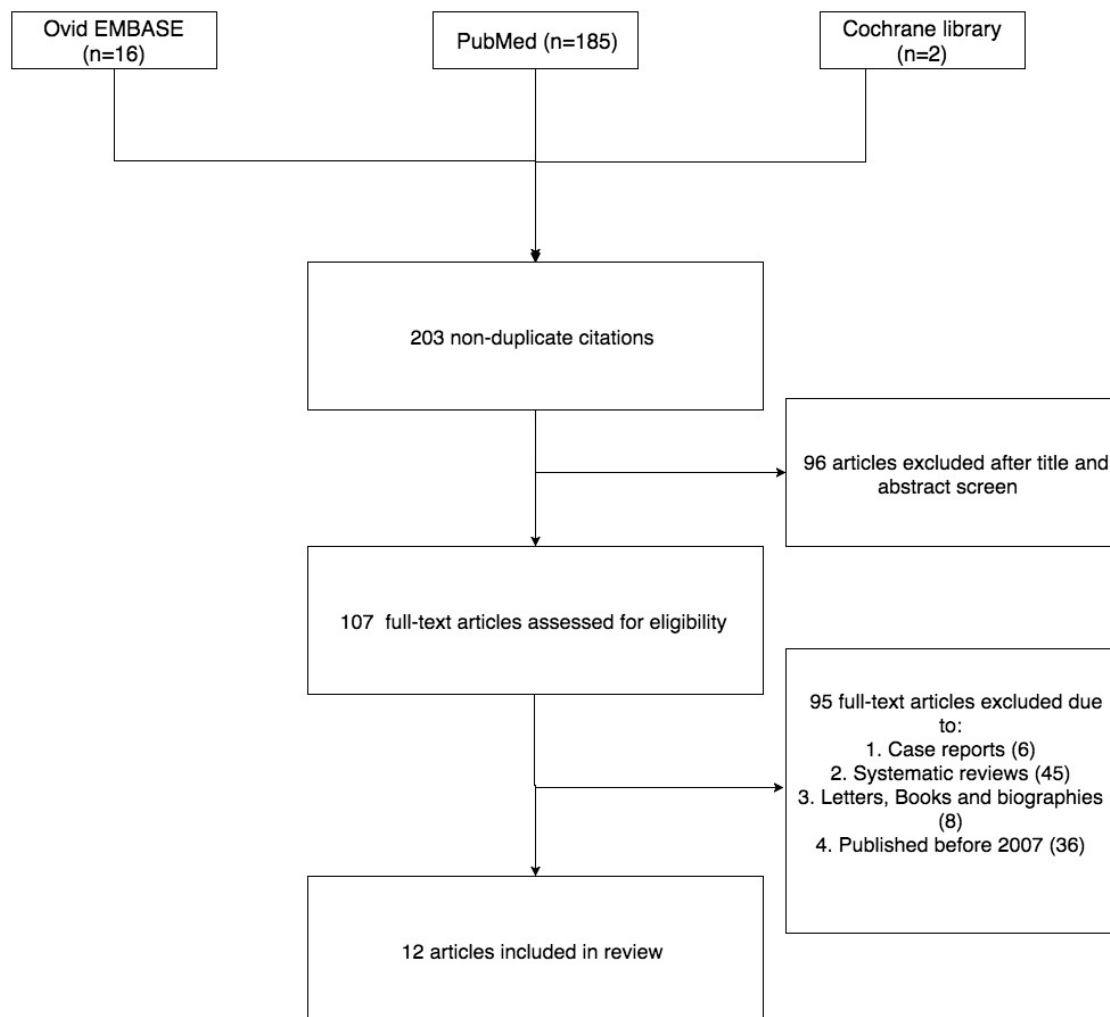 Ovid EMBASE
(n=16)
PubMed (n=185)
Cochrane library
(n=2)
203 non-duplicate citations
96 articles excluded after title and
abstract screen
107 full-text articles assessed for eligibility
95 full-text articles excluded due
to:
1. Case reports (6)
2. Systematic reviews (45)
3. Letters, Books and biographies
(8)
4. Published before 2007 (36)
12 articles included in review